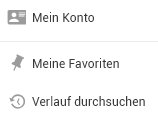 Mein Konto
Meine Favoriten
Verlauf durchsuchen